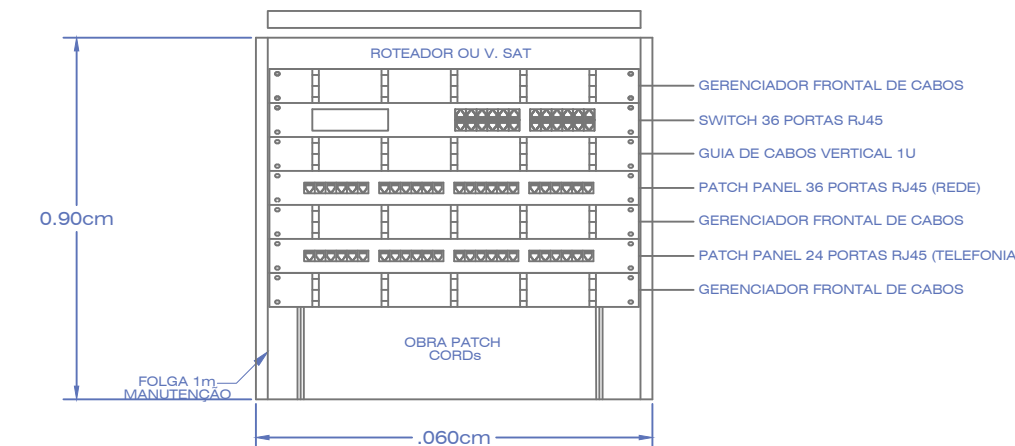 ROTEADOR OU V. SAT
GERENCIADOR FRONTAL DE CABOS
SWITCH 36 PORTAS RJ45
GUIA DE CABOS VERTICAL 1U
PATCH PANEL 36 PORTAS RJ45 (REDE)
0.90cm
GERENCIADOR FRONTAL DE CABOS
PATCH PANEL 24 PORTAS RJ45 (TELEFONIA
GERENCIADOR FRONTAL DE CABOS
OBRA PATCH
CORDs
FOLGA 1m
MANUTENÇÃO
.060cm